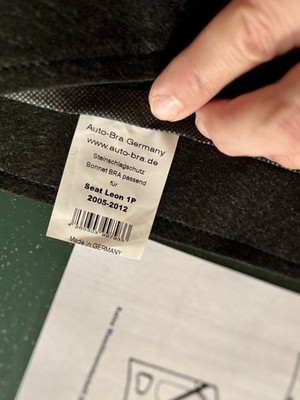 Auto-Bra Germany
www.auto-bra.de
Steinschlagschutz
Bonnet BRA passend
für
Seat Leon 1P
2005-2012
Made in GERMANY